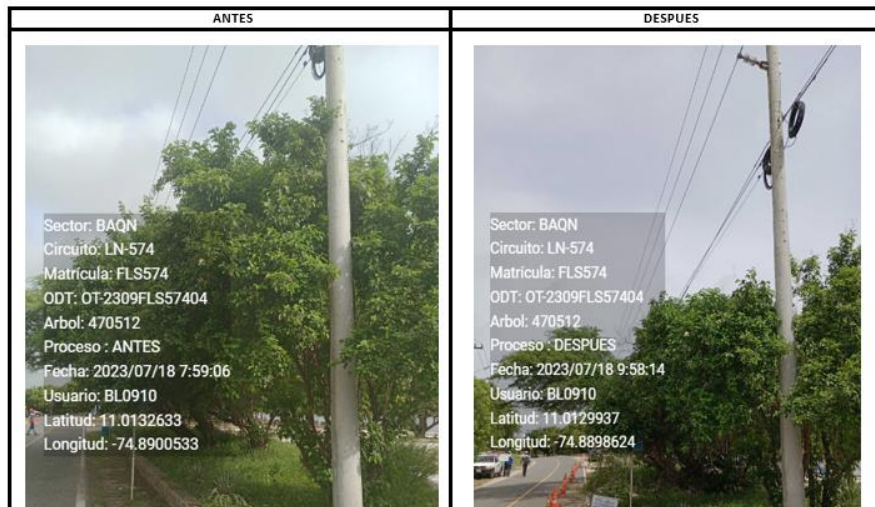 ANTES
DESPUES
Sector: BAQN
Circuito: LN-574
Matrícula: FLS574
ODT: OT-2309FLS57404
Arbol: 470512
Proceso : ANTES
Fecha: 2023/07/18 7:59:06
Usuario: BL0910
Latitud: 11.0132633
Longitud: -74.8900533
Sector: BAQN
Circuito: LN-574
Matrícula: FLS574
ODT: OT-2309FLS57404
Arbol: 470512
Proceso : DESPUES
Fecha: 2023/07/18 9:58:14
Usuario: BL0910
Latitud: 11.0129937
Longitud: -74.8898624